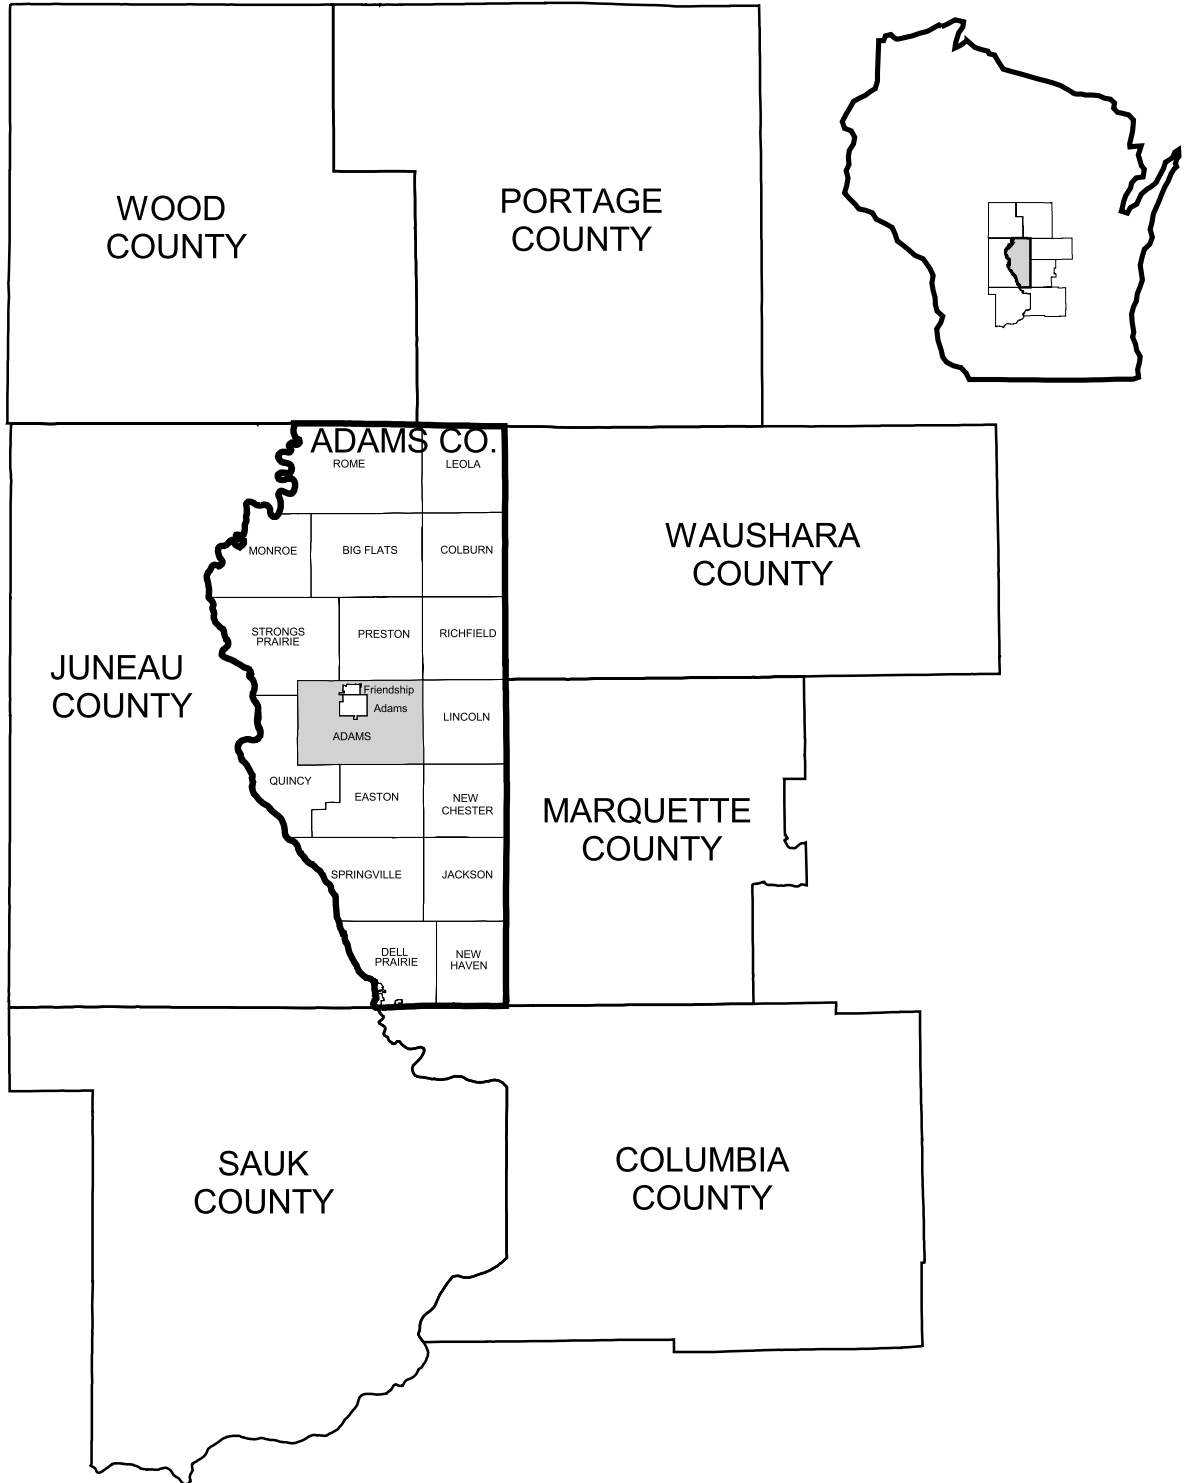 WOOD
COUNTY
PORTAGE
COUNTY
ADAMS CO.
ROME
LEOLA
MONROE
BIG FLATS
COLBURN
WAUSHARA
COUNTY
STRONGS
PRAIRIE
PRESTON
RICHFIELD
JUNEAU
COUNTY
Friendship
Adams
LINCOLN
ADAMS
QUINCY
EASTON
NEW
CHESTER
MARQUETTE
COUNTY
SPRINGVILLE
JACKSON
DELL
PRAIRIE
NEW
HAVEN
SAUK
COUNTY
COLUMBIA
COUNTY